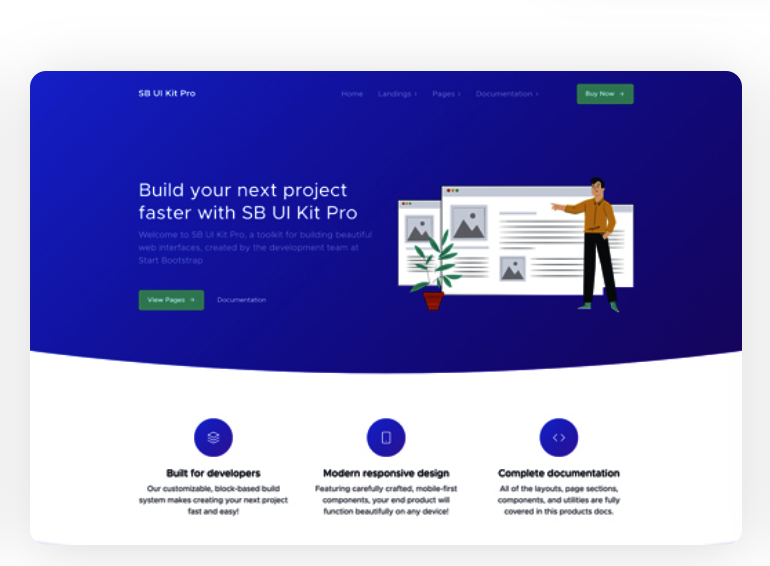 SB UI Kit Pro
Home Landings Pages Documentation
Buy Now →
Build your next project
faster with SB UI Kit Pro
Welcome to SB UI Kit Pro, a toolkit for building beautiful
web interfaces, created by the development team at
Start Bootstrap
View Pages → Documentation
Built for developers
Our customizable, block-based build
system makes creating your next project
fast and easy!
Modern responsive design
Featuring carefully crafted, mobile-first
components, your end product will
function beautifully on any device!
Complete documentation
All of the layouts, page sections,
components, and utilities are fully
covered in this products docs.